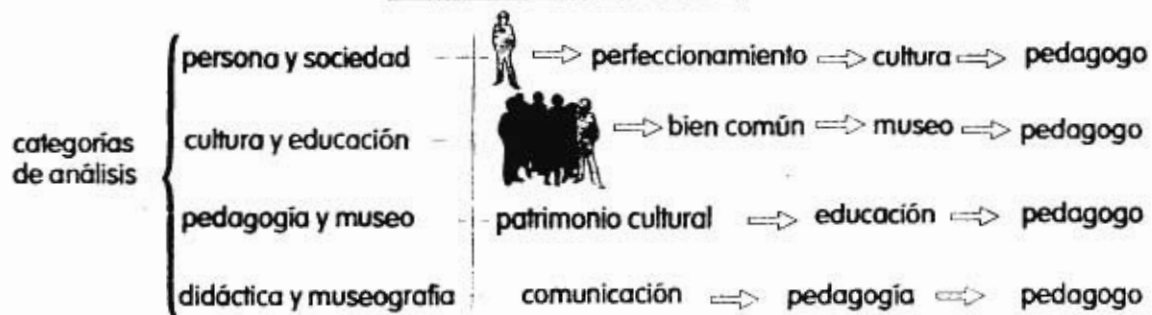 persona y sociedad perfeccionamiento cultura pedagogo
cultura y educación bien común museo pedagogo
categorías
de análisis
pedagogía y museo patrimonio cultural educación pedagogo
didáctica y museografia comunicación pedagogía pedagogo